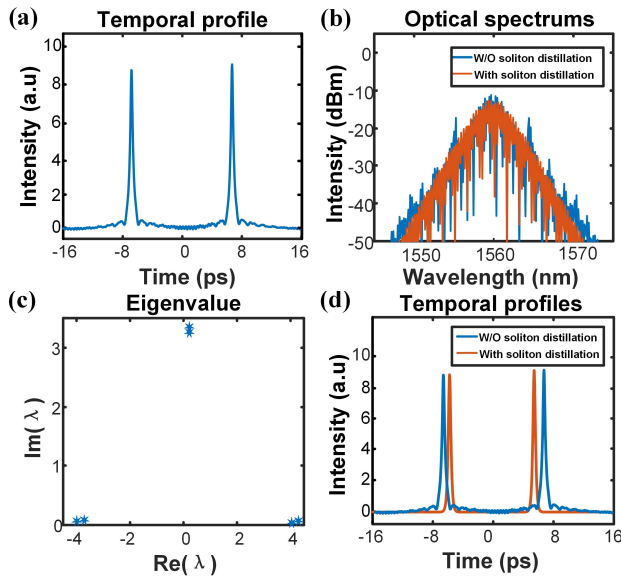 (a)
Temporal profile
Intensity (a.u)
10
8
6
4
2
0
-16
-8
0
8
16
Time (ps)
(b)
Optical spectrums
W/O soliton distillation
With soliton distillation
Intensity (dBm)
0
-10
-20
-30
-40
-50
1550
1560
1570
Wavelength (nm)
(c)
Eigenvalue
Im( λ )
3
2
1
0
-4
-2
0
2
4
Re( λ )
(d)
Temporal profiles
W/O soliton distillation
With soliton distillation
Intensity (a.u)
10
8
6
4
2
0
-16
-8
0
8
16
Time (ps)